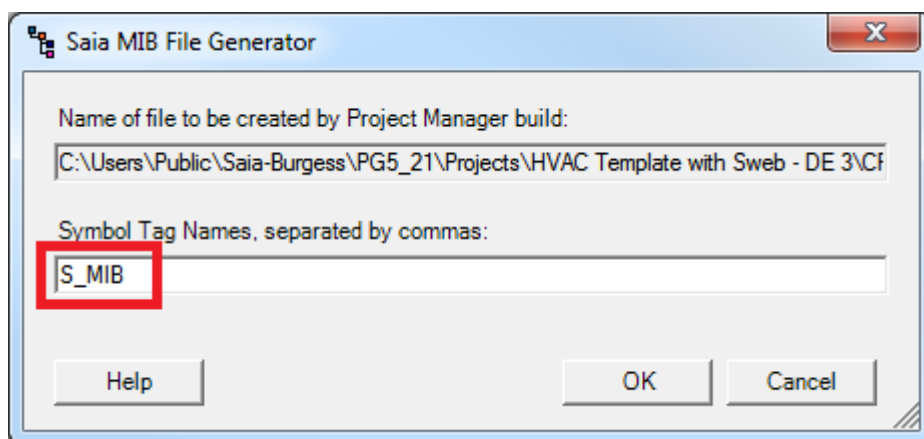 Saia MIB File Generator
Name of file to be created by Project Manager build:
C:\Users\Public\Saia-Burgess\PG5_21\Projects\HVAC Template with Sweb - DE 3\CF
Symbol Tag Names, separated by commas:
S_MIB
Help
OK
Cancel